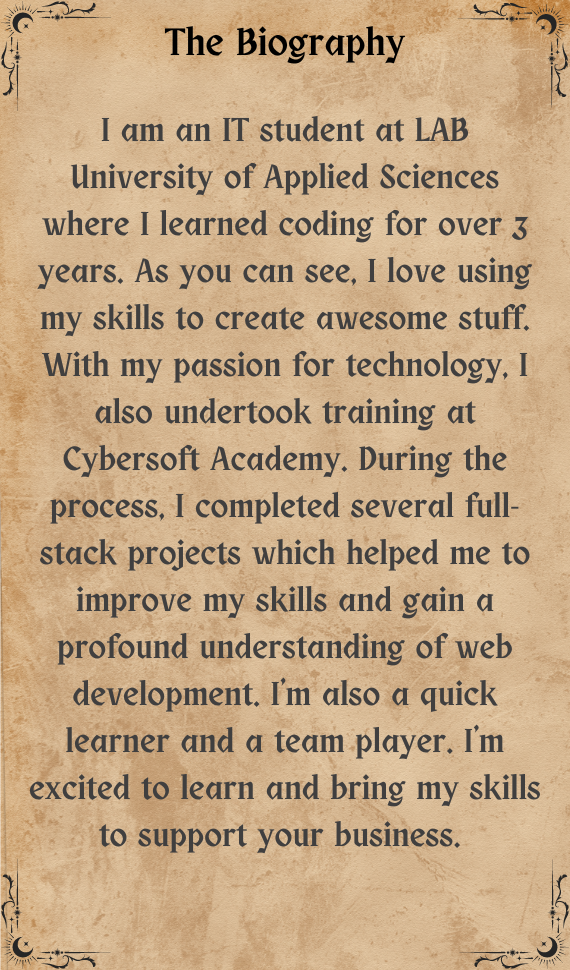 The Biography
I am an IT student at LAB
University of Applied Sciences
where I learned coding for over 3
years. As you can see, I love using
my skills to create awesome stuff.
With my passion for technology, I
also undertook training at
Cybersoft Academy. During the
process, I completed several full-
stack projects which helped me to
improve my skills and gain a
profound understanding of web
development. I'm also a quick
learner and a team player. I'm
excited to learn and bring my skills
to support your business.